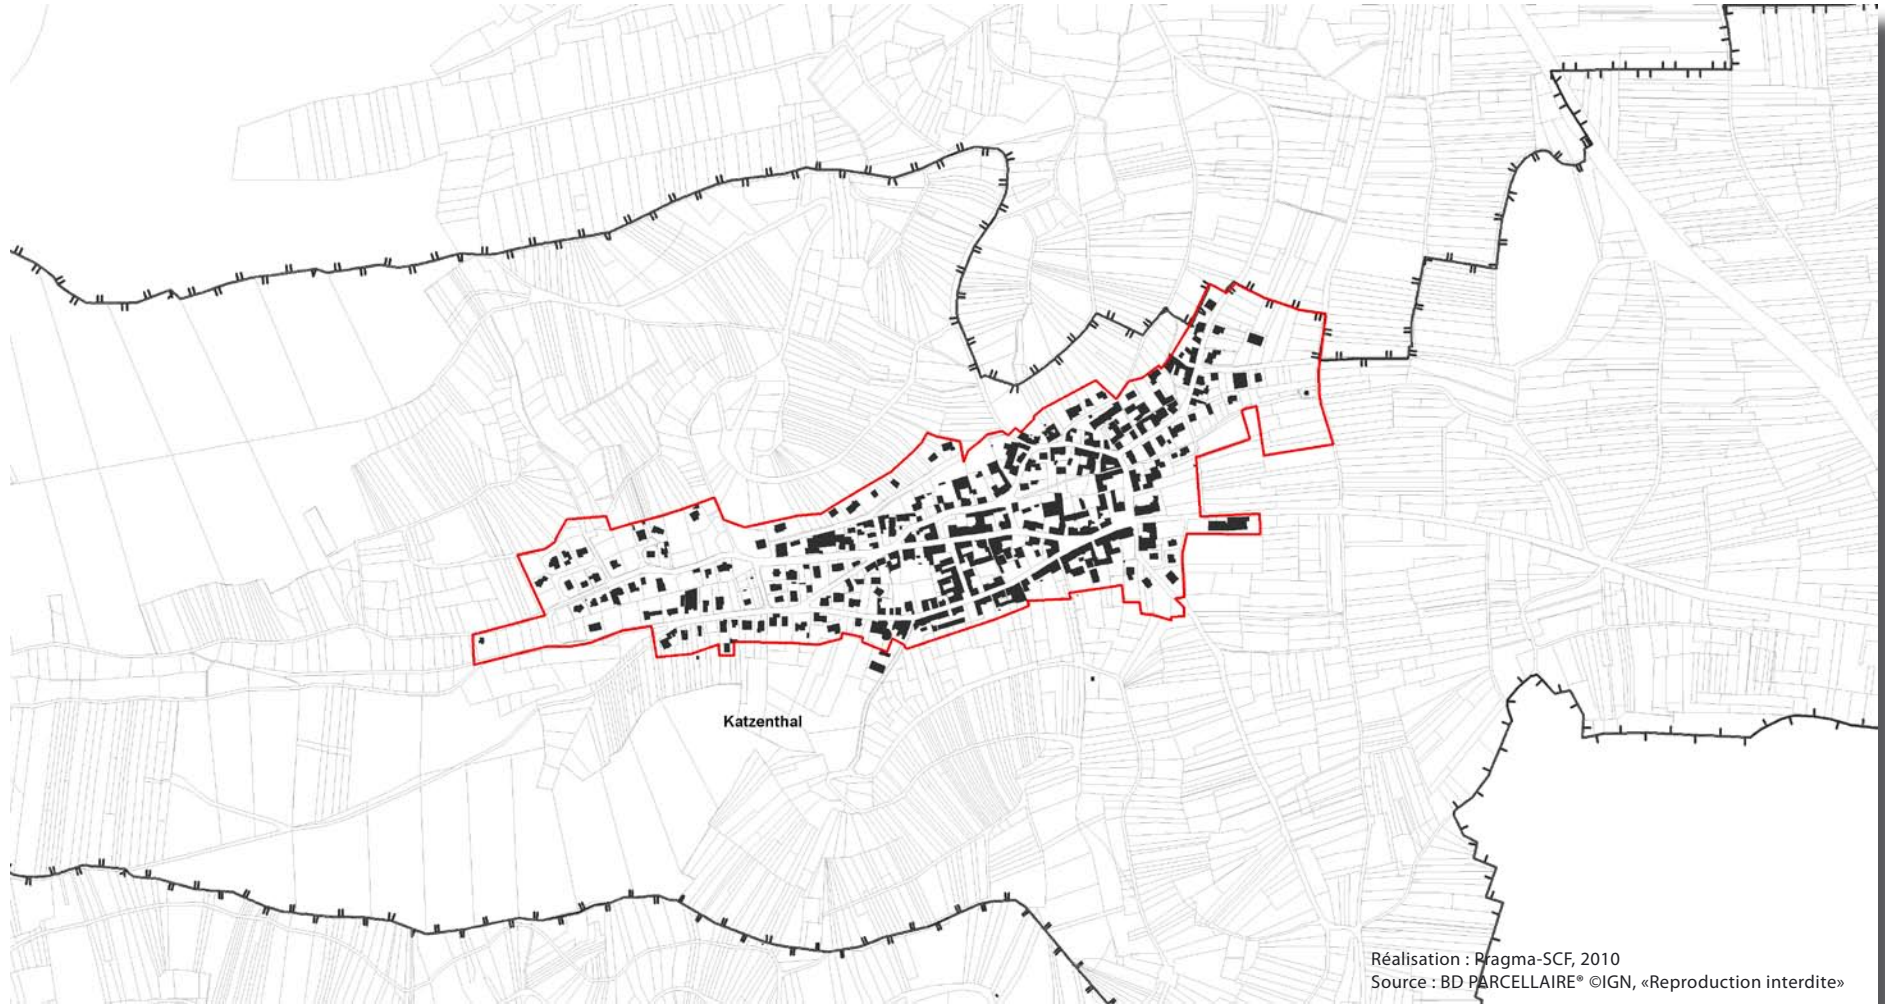 Katzenthal
Réalisation : Pragma-SCF, 2010
Source : BD PARCELLAIRE® ©IGN, «Reproduction interdite»